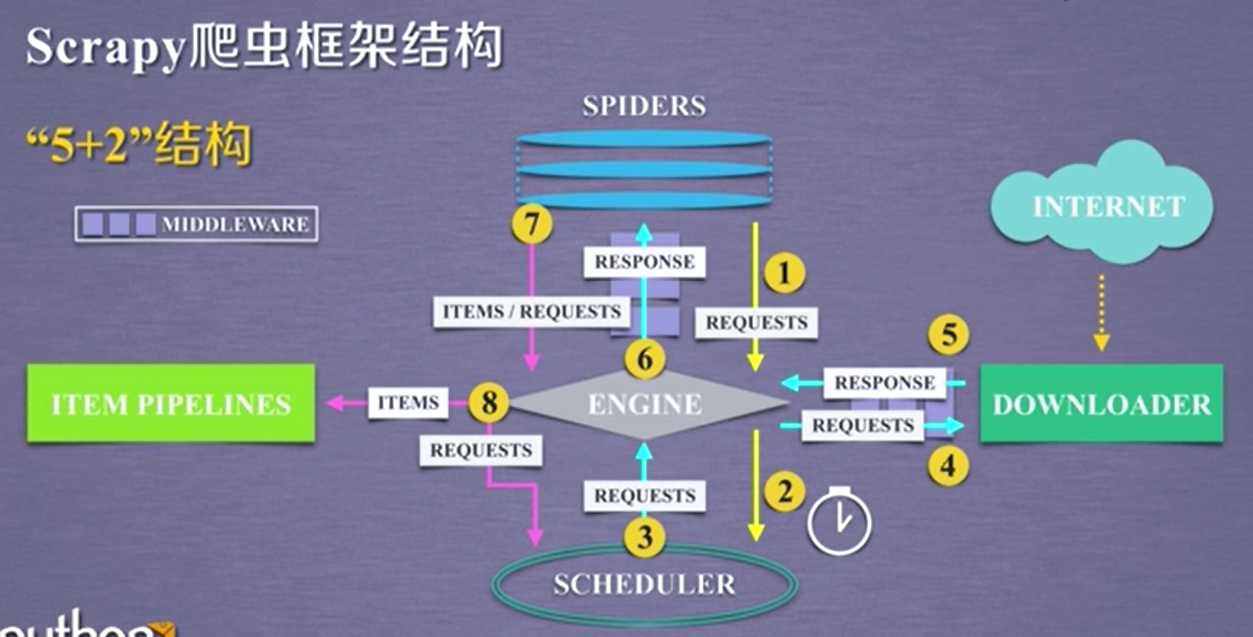 Scrapy爬虫框架结构
“5+2”结构
MIDDLEWARE
SPIDERS
INTERNET
7
RESPONSE
1
ITEMS / REQUESTS
REQUESTS
5
6
RESPONSE
ITEM PIPELINES
ITEMS
8
ENGINE
DOWNLOADER
REQUESTS
REQUESTS
4
REQUESTS
2
3
SCHEDULER